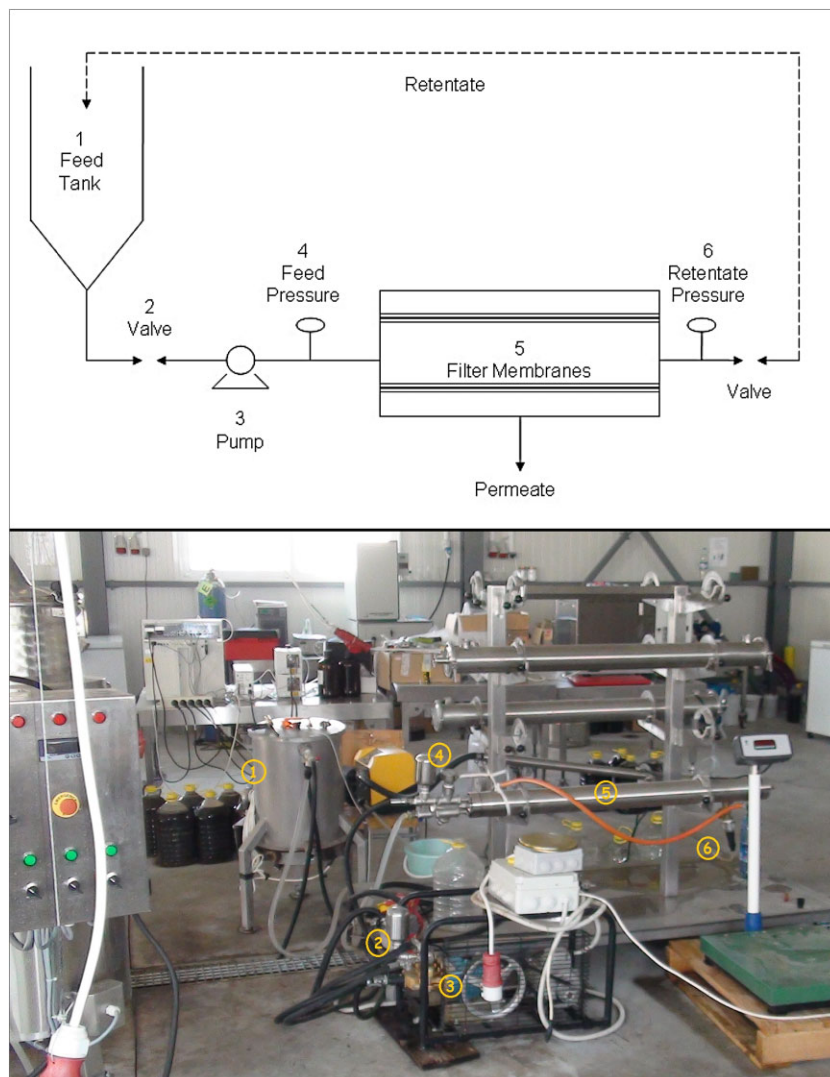 Retentate
1
Feed
Tank
4
Feed
Pressure
6
Retentate
Pressure
2
Valve
5
Filter Membranes
Valve
3
Pump
Permeate
1
4
5
6
2
3